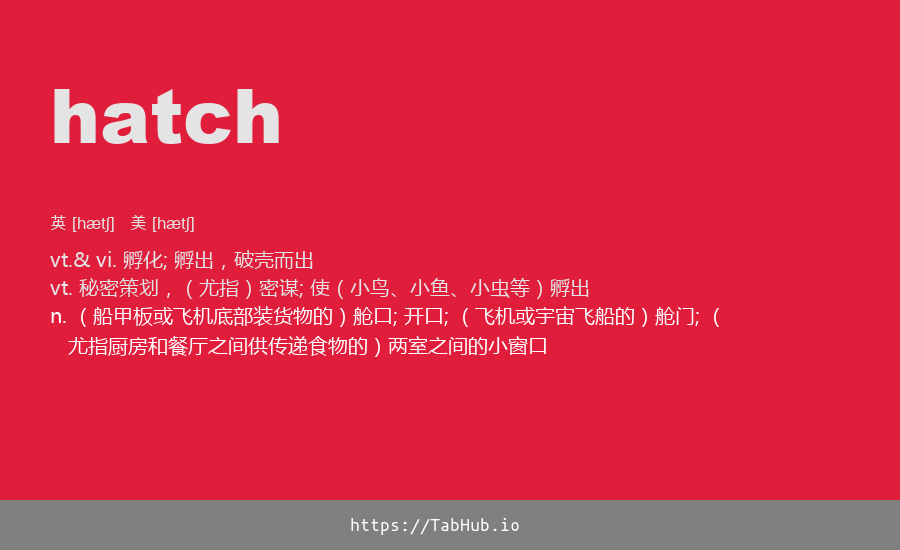 hatch
英 [hætʃ] 美 [hætʃ]
vt.& vi. 孵化; 孵出，破壳而出
vt. 秘密策划，（尤指）密谋; 使（小鸟、小鱼、小虫等）孵出
n. （船甲板或飞机底部装货物的）舱口; 开口; （飞机或宇宙飞船的）舱门; （
尤指厨房和餐厅之间供传递食物的）两室之间的小窗口
https://TabHub.io